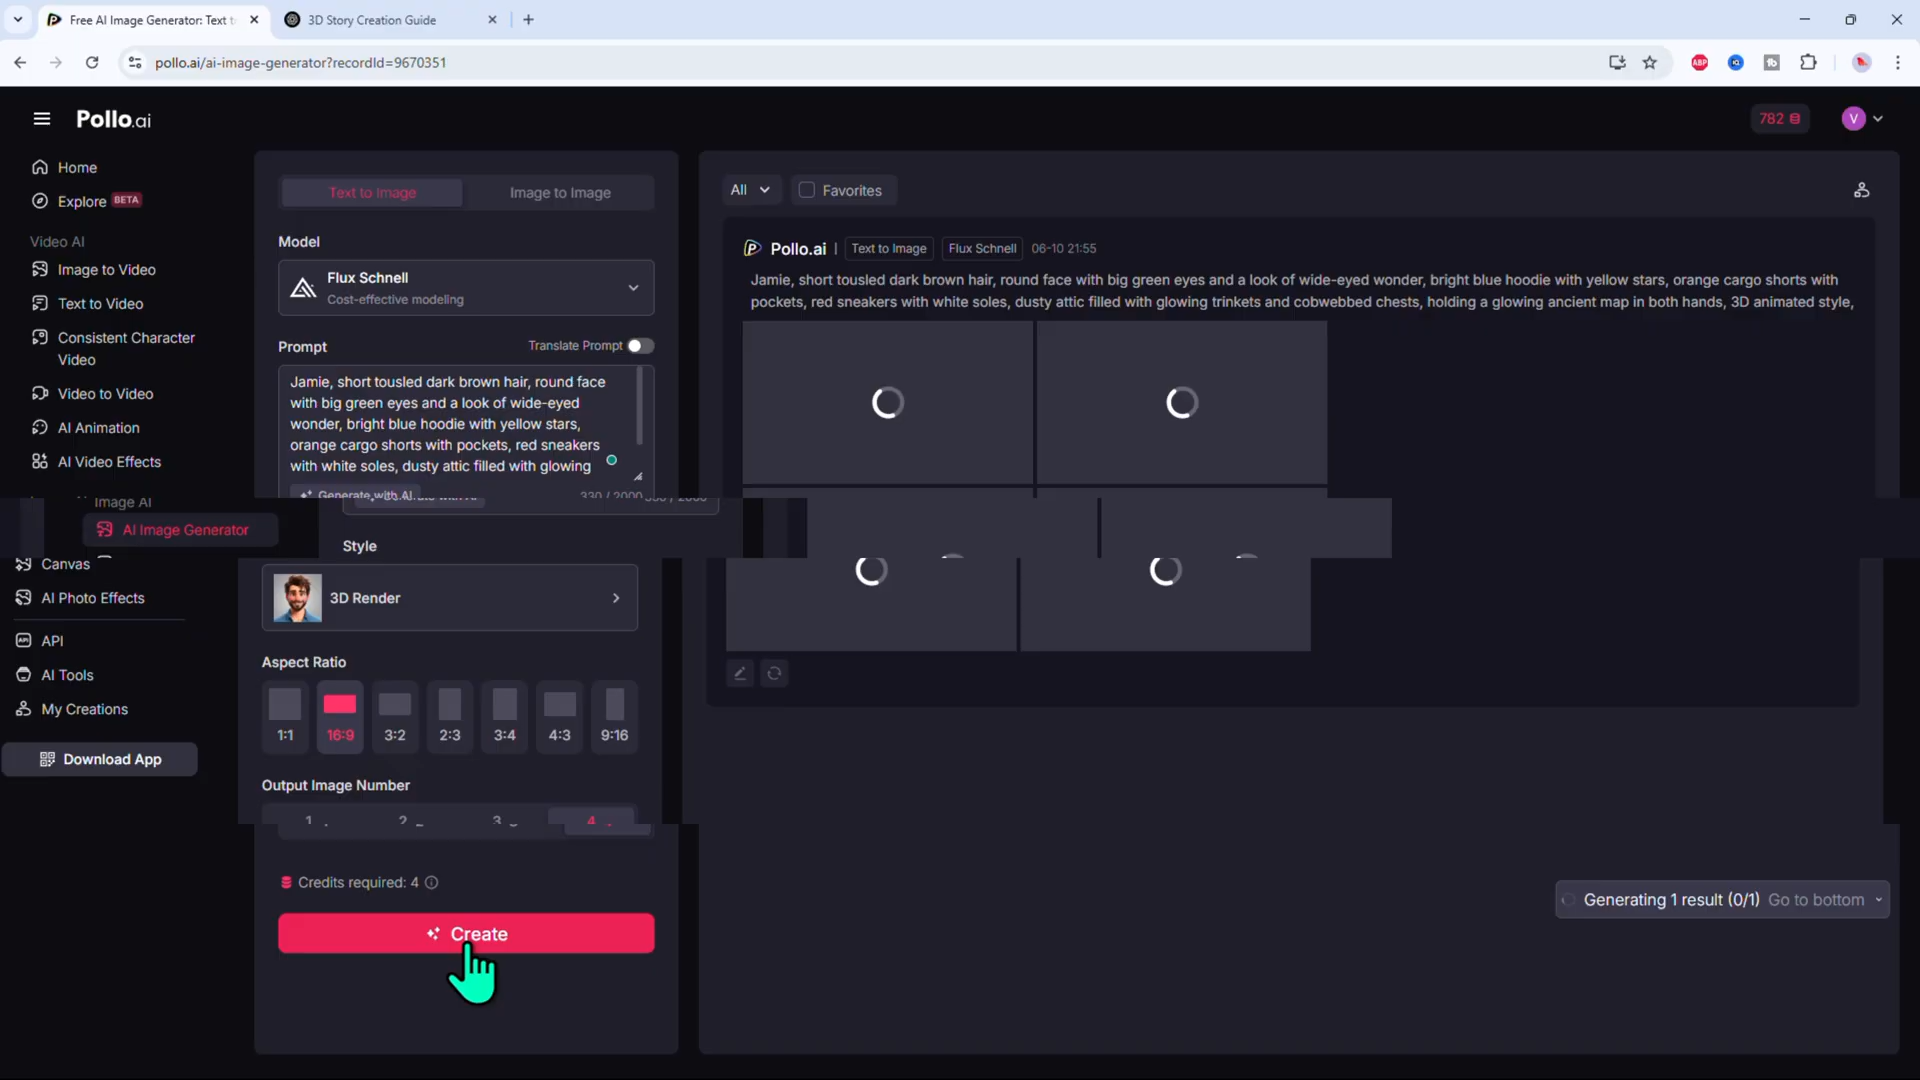 Free AI Image Generator: Text t
3D Story Creation Guide
pollo.ai/ai-image-generator?recordId=9670351
ABP
Pollo.ai
782
V
Home
Explore BETA
Video AI
Image to Video
Text to Video
Consistent Character
Video
Video to Video
AI Animation
AI Video Effects
Image AI
AI Image Generator
Canvas
AI Photo Effects
API
AI Tools
My Creations
Download App
Text to Image
Image to Image
Model
Flux Schnell
Cost-effective modeling
Prompt
Translate Prompt
Jamie, short tousled dark brown hair, round face
with big green eyes and a look of wide-eyed
wonder, bright blue hoodie with yellow stars,
orange cargo shorts with pockets, red sneakers
with white soles, dusty attic filled with glowing
Generate with AI
330 / 2000
Style
3D Render
Aspect Ratio
1:1
16:9
3:2
2:3
3:4
4:3
9:16
Output Image Number
1
2
3
4
Credits required: 4
Create
All
Favorites
Pollo.ai | Text to Image Flux Schnell 06-10 21:55
Jamie, short tousled dark brown hair, round face with big green eyes and a look of wide-eyed wonder, bright blue hoodie with yellow stars, orange cargo shorts with
pockets, red sneakers with white soles, dusty attic filled with glowing trinkets and cobwebbed chests, holding a glowing ancient map in both hands, 3D animated style,
Generating 1 result (0/1) Go to bottom